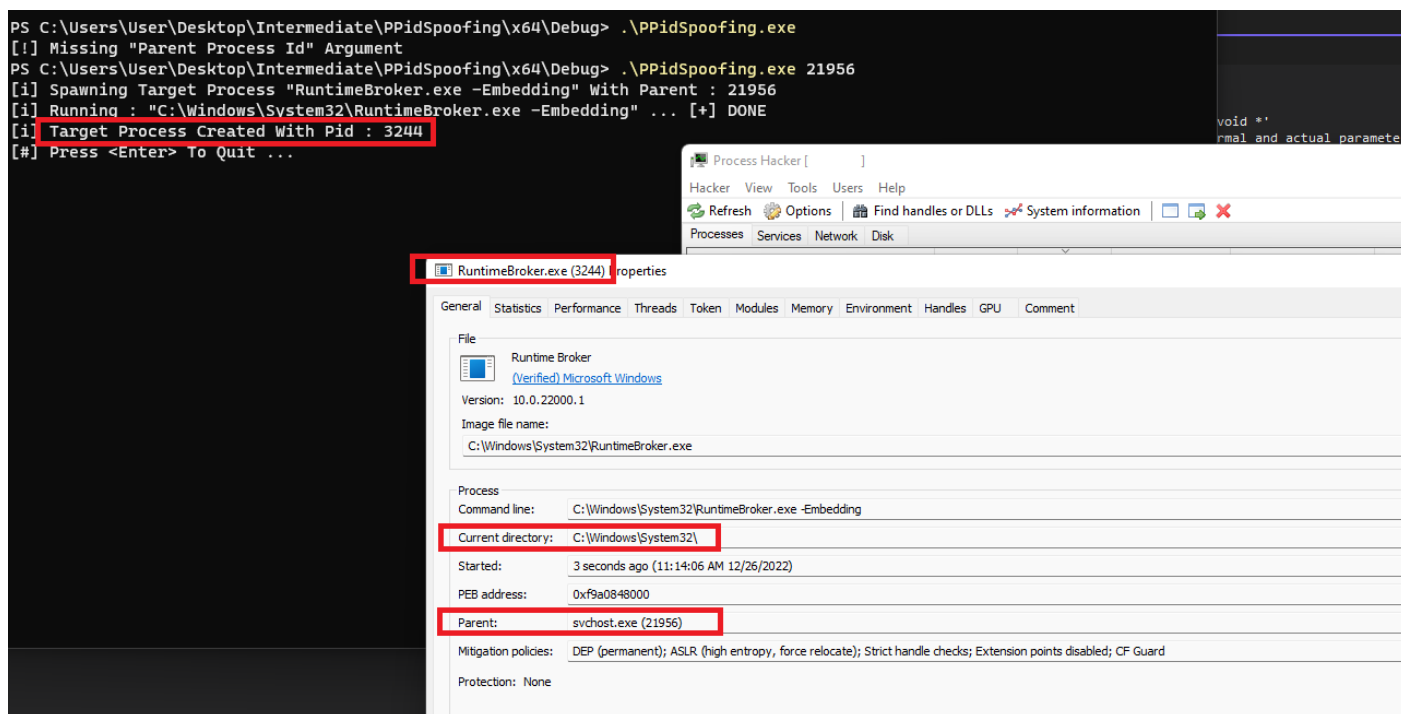 PS C:\Users\User\Desktop\Intermediate\PPidSpoofing\x64\Debug> .\PPidSpoofing.exe
[!] Missing "Parent Process Id" Argument
PS C:\Users\User\Desktop\Intermediate\PPidSpoofing\x64\Debug> .\PPidSpoofing.exe 21956
[i] Spawning Target Process "RuntimeBroker.exe -Embedding" With Parent : 21956
[i] Running : "C:\Windows\System32\RuntimeBroker.exe -Embedding" ... [+] DONE
[i] Target Process Created With Pid : 3244
[#] Press <Enter> To Quit ...
void *'
rmal and actual paramete
Process Hacker [ ]
Hacker View Tools Users Help
Refresh Options Find handles or DLLs System information
Processes Services Network Disk
RuntimeBroker.exe (3244) Properties
General Statistics Performance Threads Token Modules Memory Environment Handles GPU Comment
File
Runtime Broker
(Verified) Microsoft Windows
Version: 10.0.22000.1
Image file name:
C:\Windows\System32\RuntimeBroker.exe
Process
Command line: C:\Windows\System32\RuntimeBroker.exe -Embedding
Current directory: C:\Windows\System32\
Started: 3 seconds ago (11:14:06 AM 12/26/2022)
PEB address: 0xf9a0848000
Parent: svchost.exe (21956)
Mitigation policies: DEP (permanent); ASLR (high entropy, force relocate); Strict handle checks; Extension points disabled; CF Guard
Protection: None